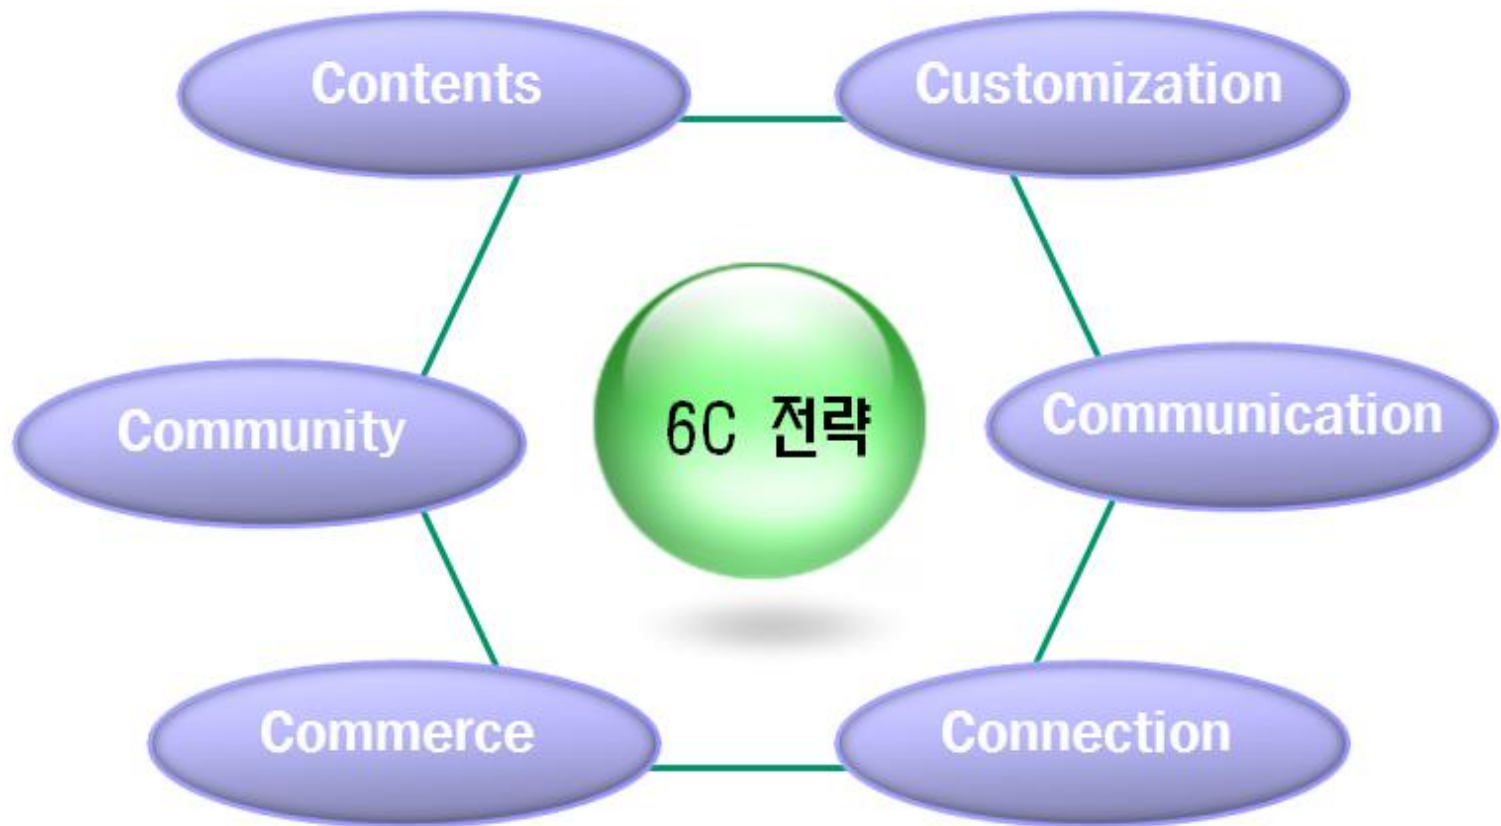 Contents
Customization
6C 전략
Community
Communication
Commerce
Connection